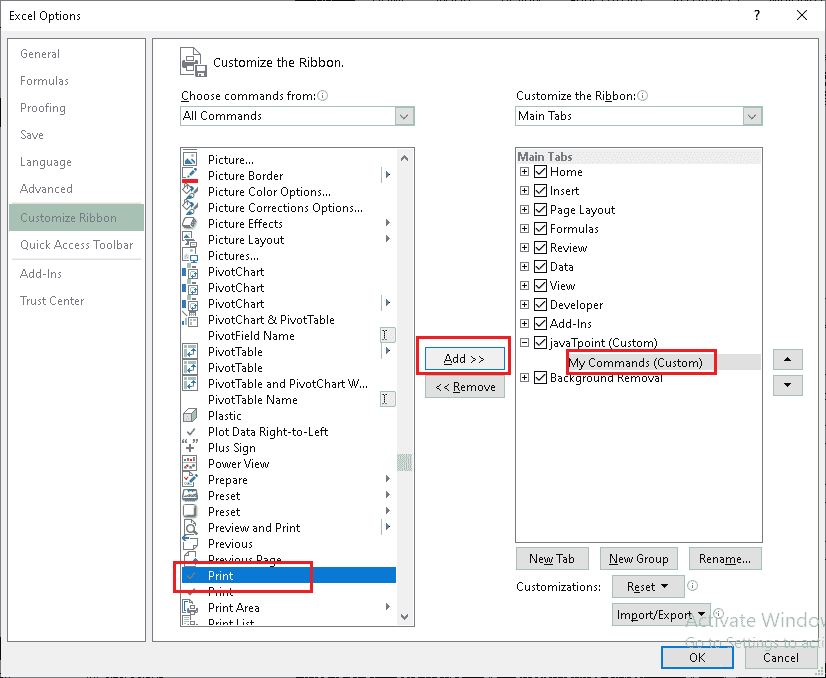 Excel Options
?
General
Formulas
Proofing
Save
Language
Advanced
Customize Ribbon
Quick Access Toolbar
Add-Ins
Trust Center
Customize the Ribbon.
Choose commands from:
All Commands
Picture...
Picture Border
Picture Color Options...
Picture Corrections Options...
Picture Effects
Picture Layout
Pictures...
PivotChart
PivotChart
PivotChart
PivotChart & PivotTable
PivotField Name
PivotTable
PivotTable
PivotTable and PivotChart W...
PivotTable Name
Plastic
Plot Data Right-to-Left
Plus Sign
Power View
Prepare
Preset
Preset
Preview and Print
Previous
Previous Page
Print
Print
Print Area
Print List
Add >>
<< Remove
Customize the Ribbon:
Main Tabs
Main Tabs
Home
Insert
Page Layout
Formulas
Review
Data
View
Developer
Add-Ins
javaTpoint (Custom)
My Commands (Custom)
Background Removal
New Tab
New Group
Rename...
Customizations:
Reset
Import/Export
Activate Windo
Go to Settings to acti
OK
Cancel